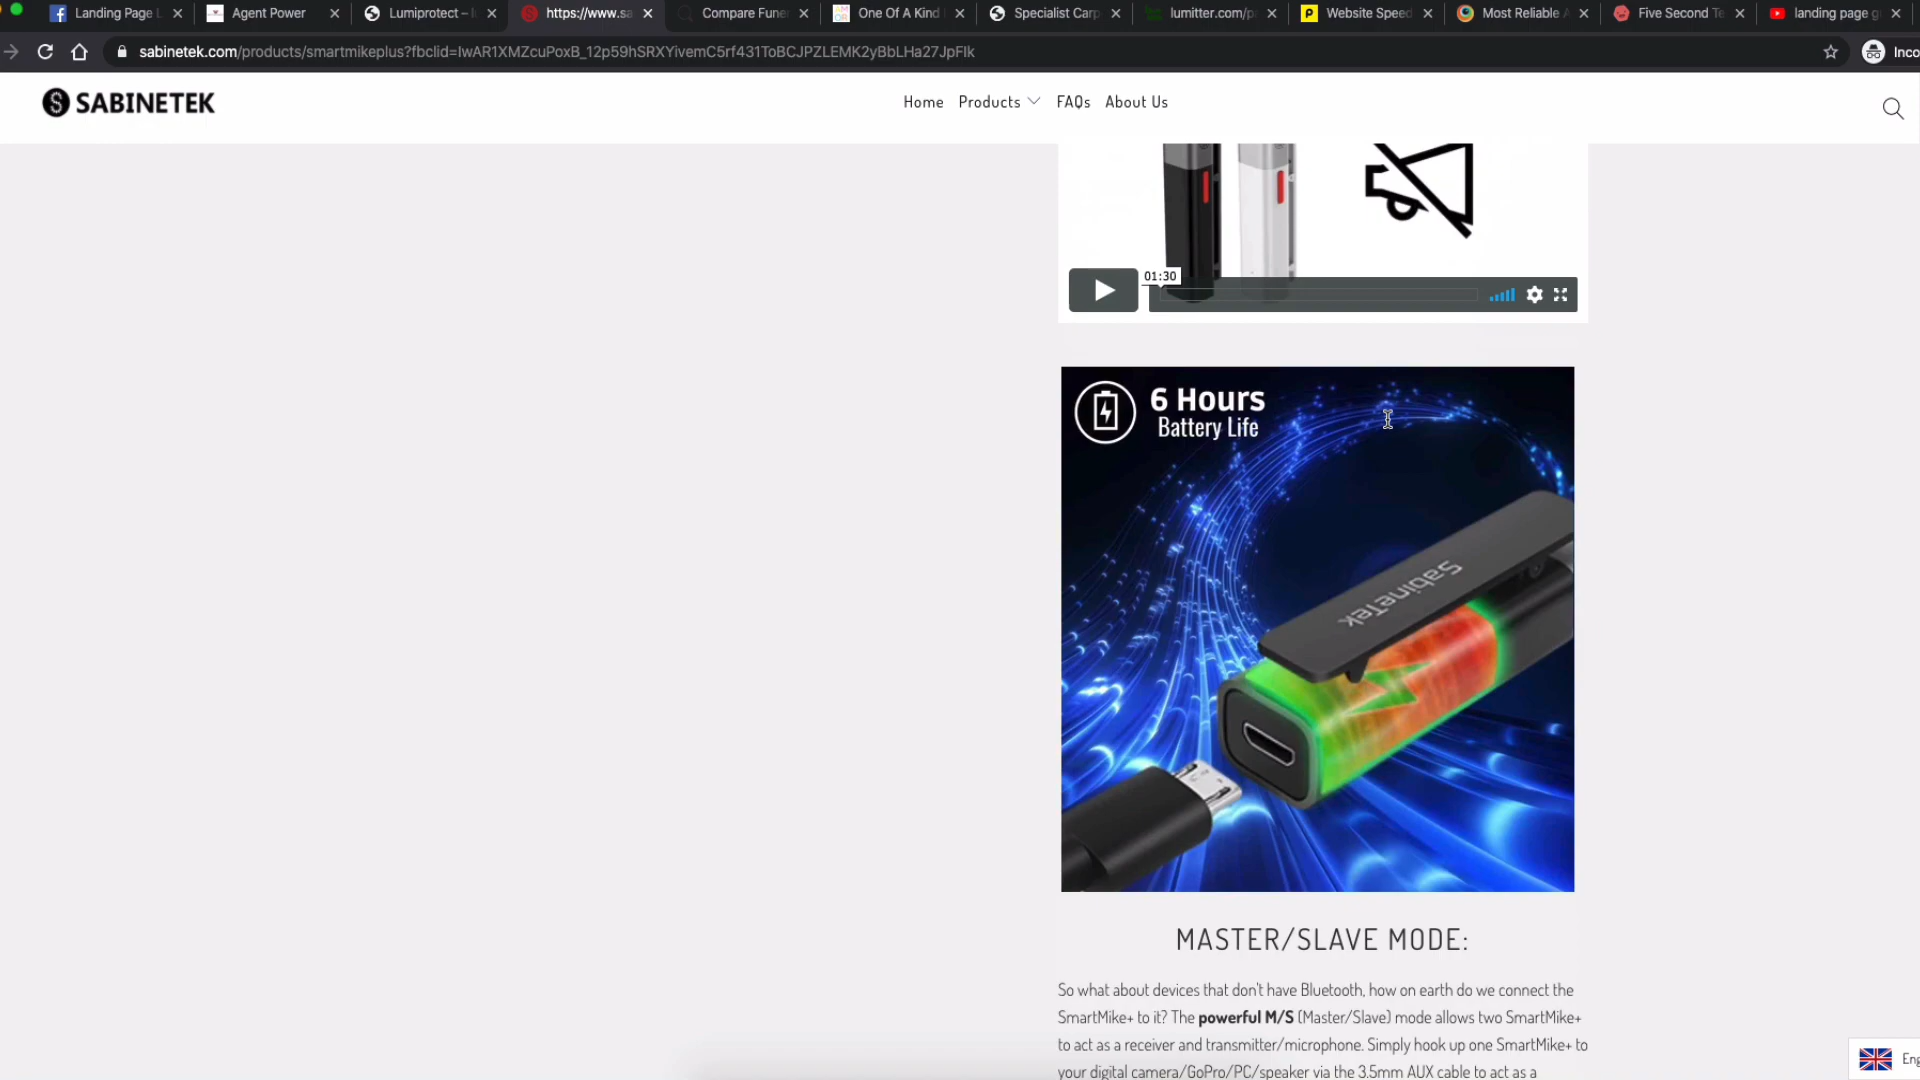 Landing Page L
Agent Power
Lumiprotect – l
https://www.sa
Compare Fune
One Of A Kind
Specialist Carp
lumitter.com/p
Website Speed
Most Reliable A
Five Second Te
landing page g
sabinetek.com/products/smartmikeplus?fbclid=IwAR1XMZcuPoxB_12p59hSRXYivemC5rf431ToBCJPZLEMK2yBbLHa27JpFlk
Inco
SABINETEK
Home Products FAQs About Us
01:30
6 Hours
Battery Life
SabineTek
MASTER/SLAVE MODE:
So what about devices that don't have Bluetooth, how on earth do we connect the
SmartMike+ to it? The powerful M/S (Master/Slave) mode allows two SmartMike+
to act as a receiver and transmitter/microphone. Simply hook up one SmartMike+ to
your digital camera/GoPro/PC/speaker via the 3.5mm AUX cable to act as a
Eng